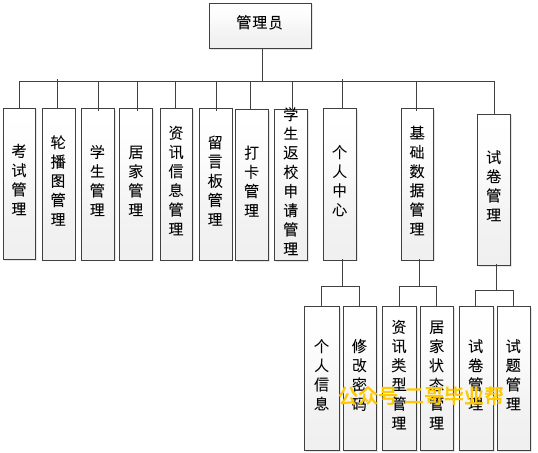 管理员
考试管理
轮播图管理
学生管理
居家管理
资讯信息管理
留言板管理
打卡管理
学生返校申请管理
个人中心
基础数据管理
试卷管理
个人信息
修改密码
资讯类型管理
居家状态管理
试卷管理
试题管理
公众号:二哥毕业帮